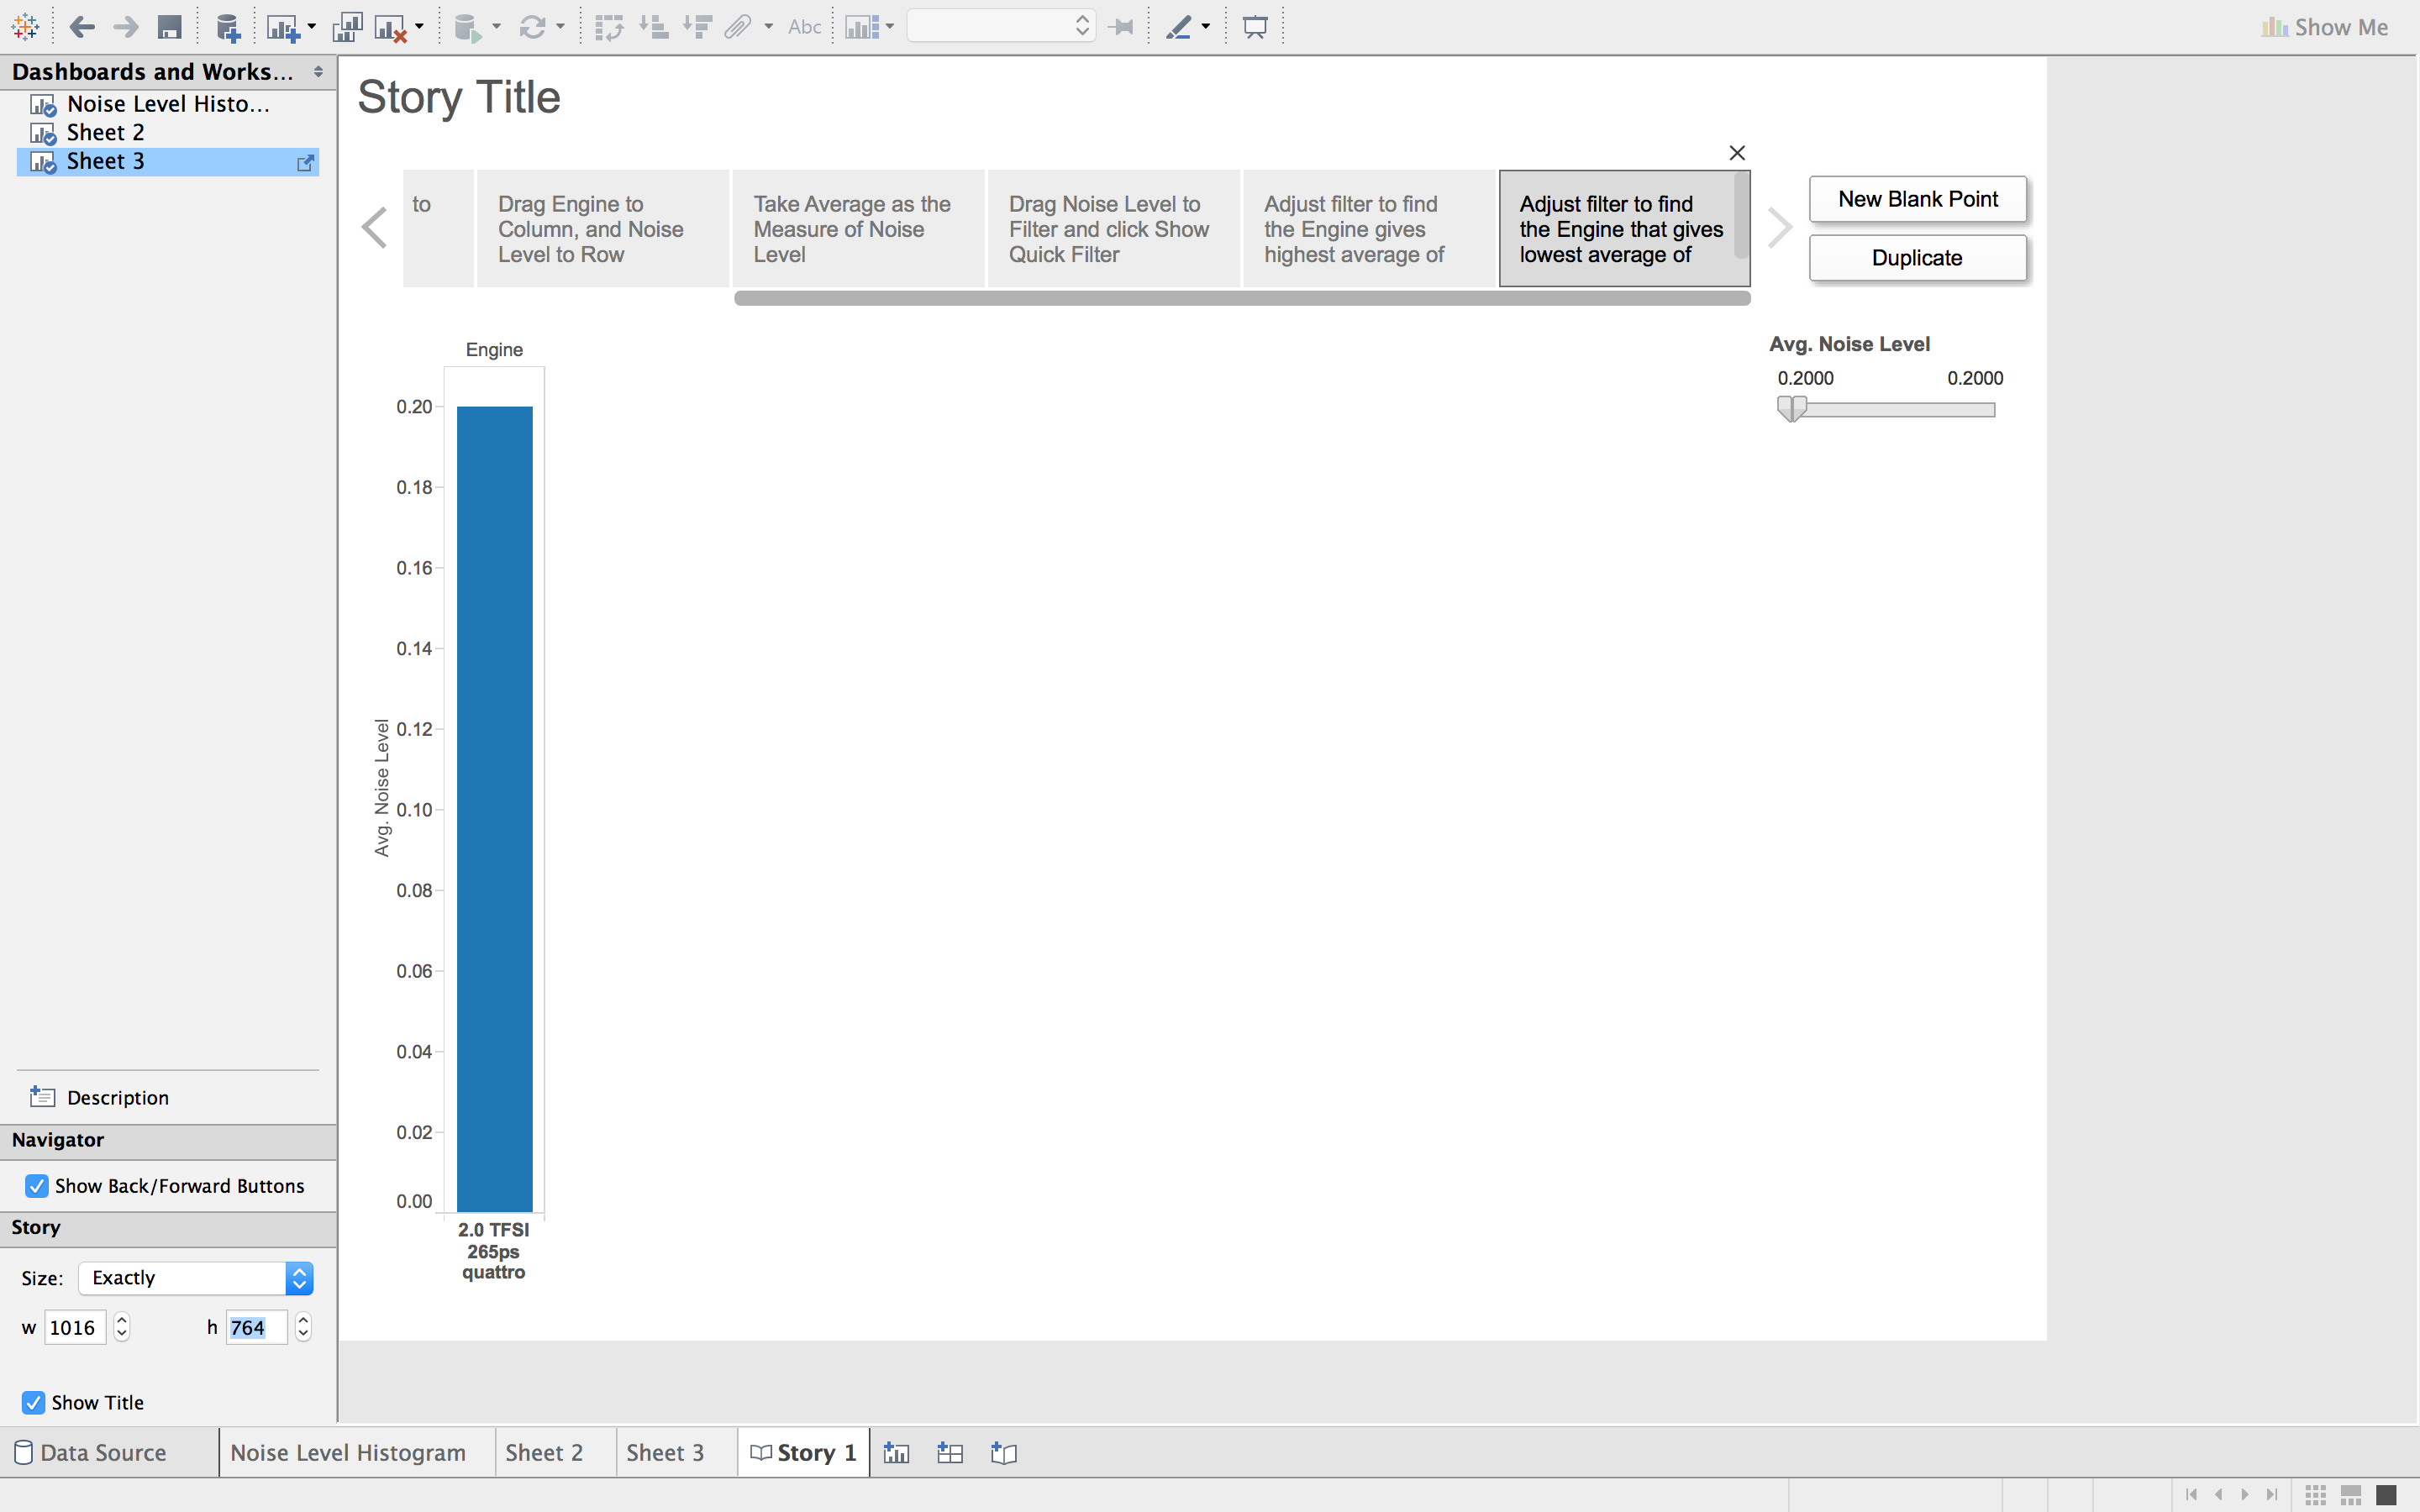 Abc
Show Me
Dashboards and Works...
Noise Level Histo...
Sheet 2
Sheet 3
Story Title
to
Drag Engine to
Column, and Noise
Level to Row
Take Average as the
Measure of Noise
Level
Drag Noise Level to
Filter and click Show
Quick Filter
Adjust filter to find
the Engine gives
highest average of
Adjust filter to find
the Engine that gives
lowest average of
New Blank Point
Duplicate
Avg. Noise Level
0.2000 0.2000
Engine
0.20
0.18
0.16
0.14
0.12
0.10
0.08
0.06
0.04
0.02
0.00
Avg. Noise Level
2.0 TFSI
265ps
quattro
Description
Navigator
Show Back/Forward Buttons
Story
Size: Exactly
w 1016 h 764
Show Title
Data Source Noise Level Histogram Sheet 2 Sheet 3 Story 1